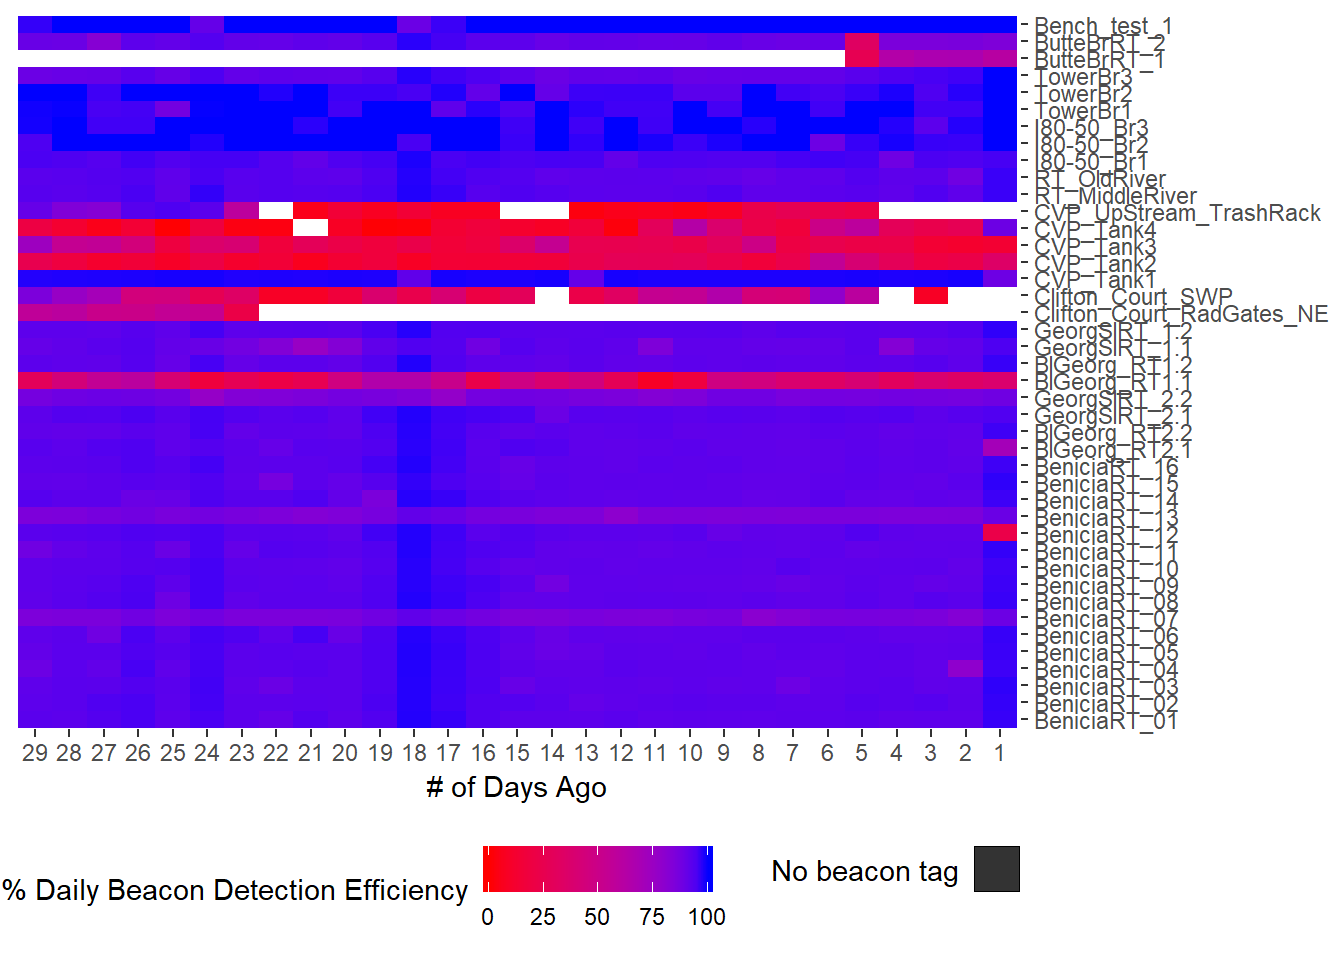 Bench_test_1
ButteBrRT_2
ButteBrRT_1
TowerBr3
TowerBr2
TowerBr1
I80-50_Br3
I80-50_Br2
I80-50_Br1
RT_OldRiver
RT_MiddleRiver
CVP_UpStream_TrashRack
CVP_Tank4
CVP_Tank3
CVP_Tank2
CVP_Tank1
Clifton_Court_SWP
Clifton_Court_RadGates_NE
GeorgSlRT_1.2
GeorgSlRT_1.1
BlGeorg_RT1.2
BlGeorg_RT1.1
GeorgSlRT_2.2
GeorgSlRT_2.1
BlGeorg_RT2.2
BlGeorg_RT2.1
BeniciaRT_16
BeniciaRT_15
BeniciaRT_14
BeniciaRT_13
BeniciaRT_12
BeniciaRT_11
BeniciaRT_10
BeniciaRT_09
BeniciaRT_08
BeniciaRT_07
BeniciaRT_06
BeniciaRT_05
BeniciaRT_04
BeniciaRT_03
BeniciaRT_02
BeniciaRT_01
29 28 27 26 25 24 23 22 21 20 19 18 17 16 15 14 13 12 11 10 9 8 7 6 5 4 3 2 1
# of Days Ago
% Daily Beacon Detection Efficiency
0 25 50 75 100
No beacon tag